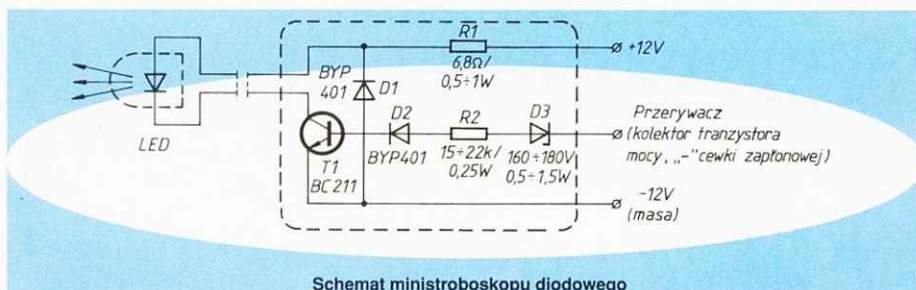 R1
6,8Ω/
0,5÷1W
+12V
BYP
401
D1
LED
T1
BC 211
D2
BYP401
R2
15÷22k/
0,25W
D3
160÷180V
0,5÷1,5W
Przerywacz
(kolektor tranzystora
mocy, „-" cewki zapłonowej)
-12V
(masa)
Schemat ministroboskopu diodowego